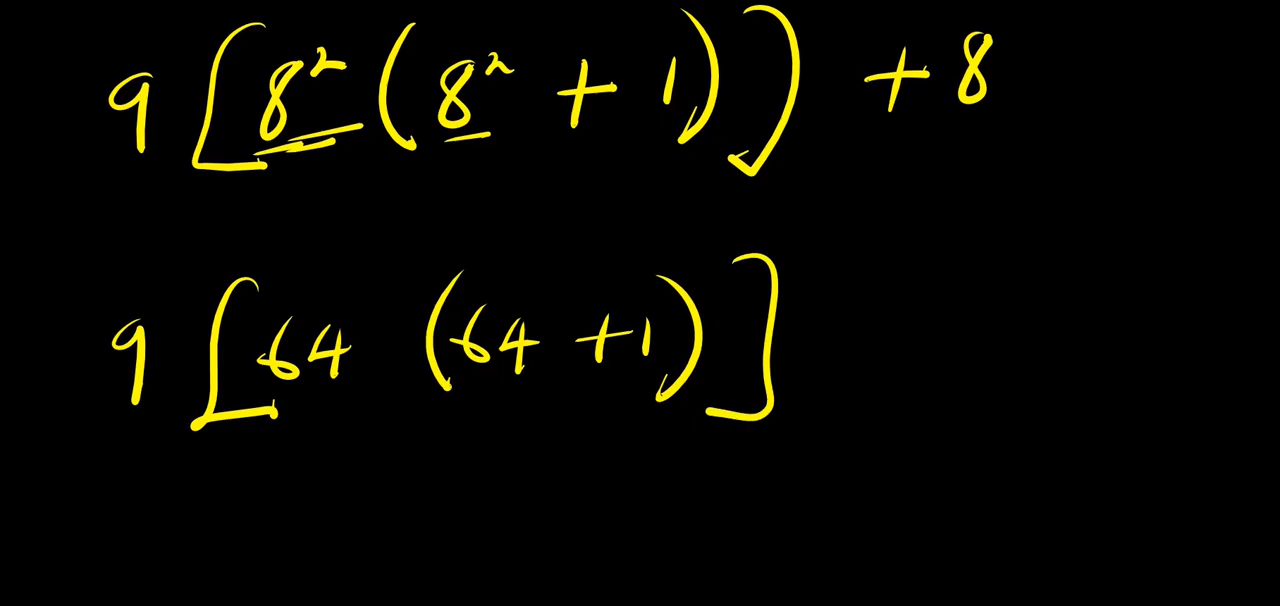 9 [8² (8² + 1)] + 8
9 [64 (64 + 1)]